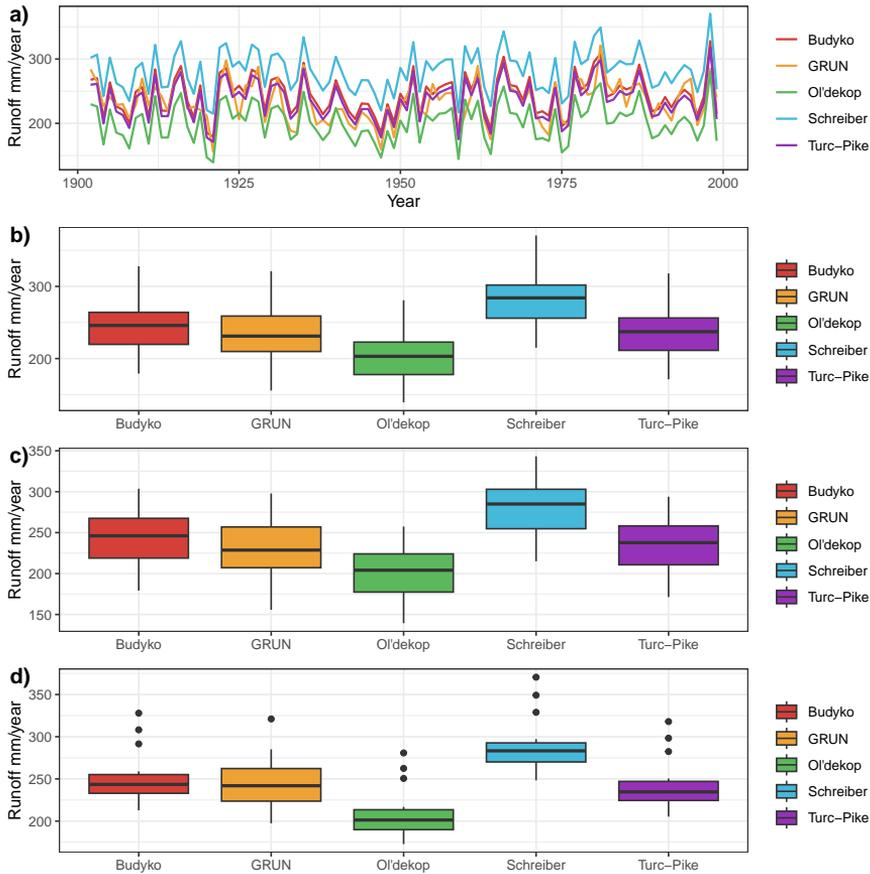 a)
Runoff mm/year
300
200
1900
1925
1950
1975
2000
Year
Budyko
GRUN
Ol'dekop
Schreiber
Turc−Pike
b)
Runoff mm/year
300
200
Budyko
GRUN
Ol'dekop
Schreiber
Turc−Pike
Budyko
GRUN
Ol'dekop
Schreiber
Turc−Pike
c)
Runoff mm/year
350
300
250
200
150
Budyko
GRUN
Ol'dekop
Schreiber
Turc−Pike
Budyko
GRUN
Ol'dekop
Schreiber
Turc−Pike
d)
Runoff mm/year
350
300
250
200
Budyko
GRUN
Ol'dekop
Schreiber
Turc−Pike
Budyko
GRUN
Ol'dekop
Schreiber
Turc−Pike